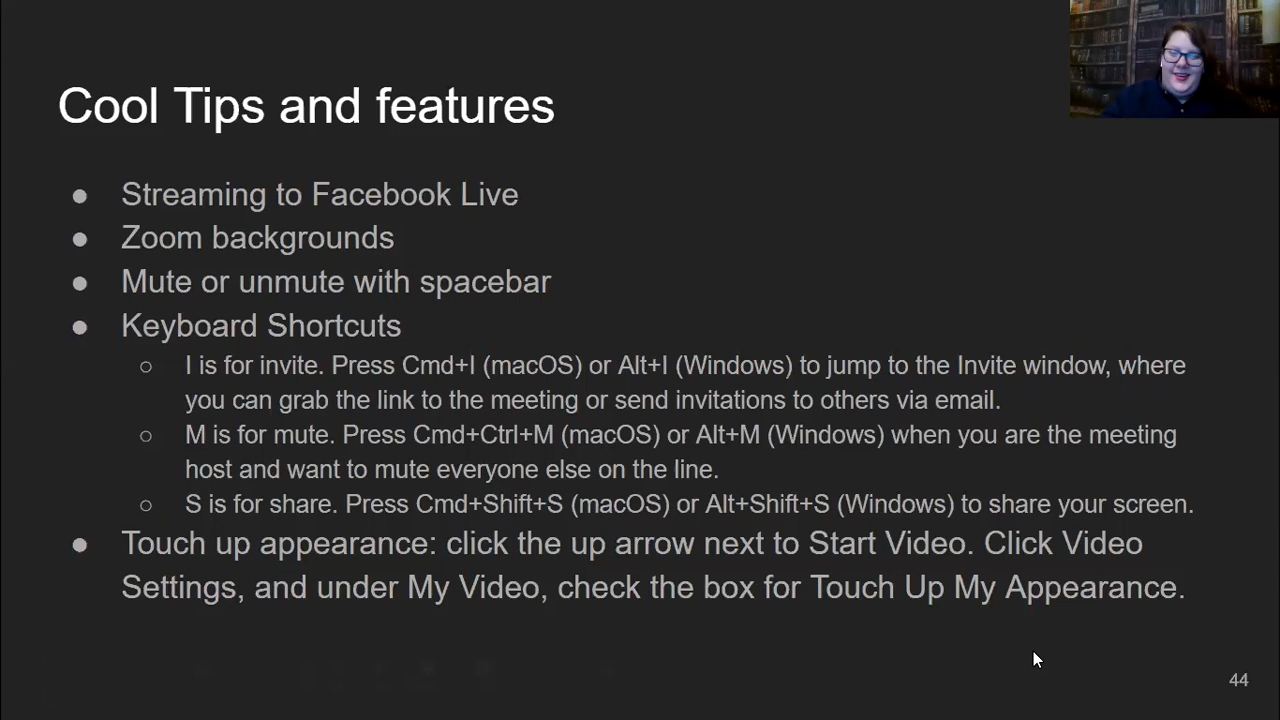 Cool Tips and features
● Streaming to Facebook Live
● Zoom backgrounds
● Mute or unmute with spacebar
● Keyboard Shortcuts
○ I is for invite. Press Cmd+I (macOS) or Alt+I (Windows) to jump to the Invite window, where
you can grab the link to the meeting or send invitations to others via email.
○ M is for mute. Press Cmd+Ctrl+M (macOS) or Alt+M (Windows) when you are the meeting
host and want to mute everyone else on the line.
○ S is for share. Press Cmd+Shift+S (macOS) or Alt+Shift+S (Windows) to share your screen.
● Touch up appearance: click the up arrow next to Start Video. Click Video
Settings, and under My Video, check the box for Touch Up My Appearance.
44